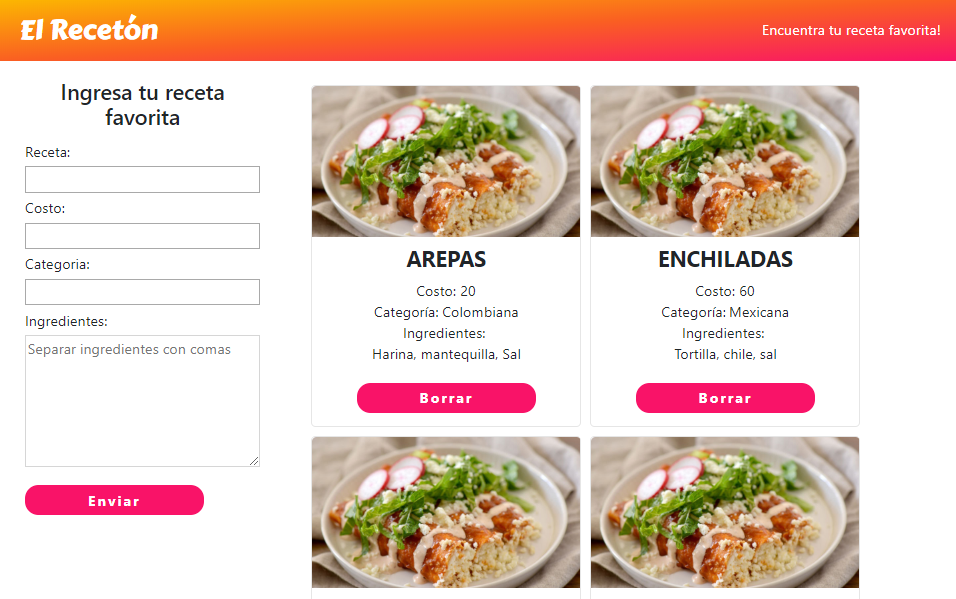 El Recetón
Encuentra tu receta favorita!
Ingresa tu receta
favorita
Receta:
Costo:
Categoria:
Ingredientes:
Separar ingredientes con comas
Enviar
AREPAS
Costo: 20
Categoría: Colombiana
Ingredientes:
Harina, mantequilla, Sal
Borrar
ENCHILADAS
Costo: 60
Categoría: Mexicana
Ingredientes:
Tortilla, chile, sal
Borrar